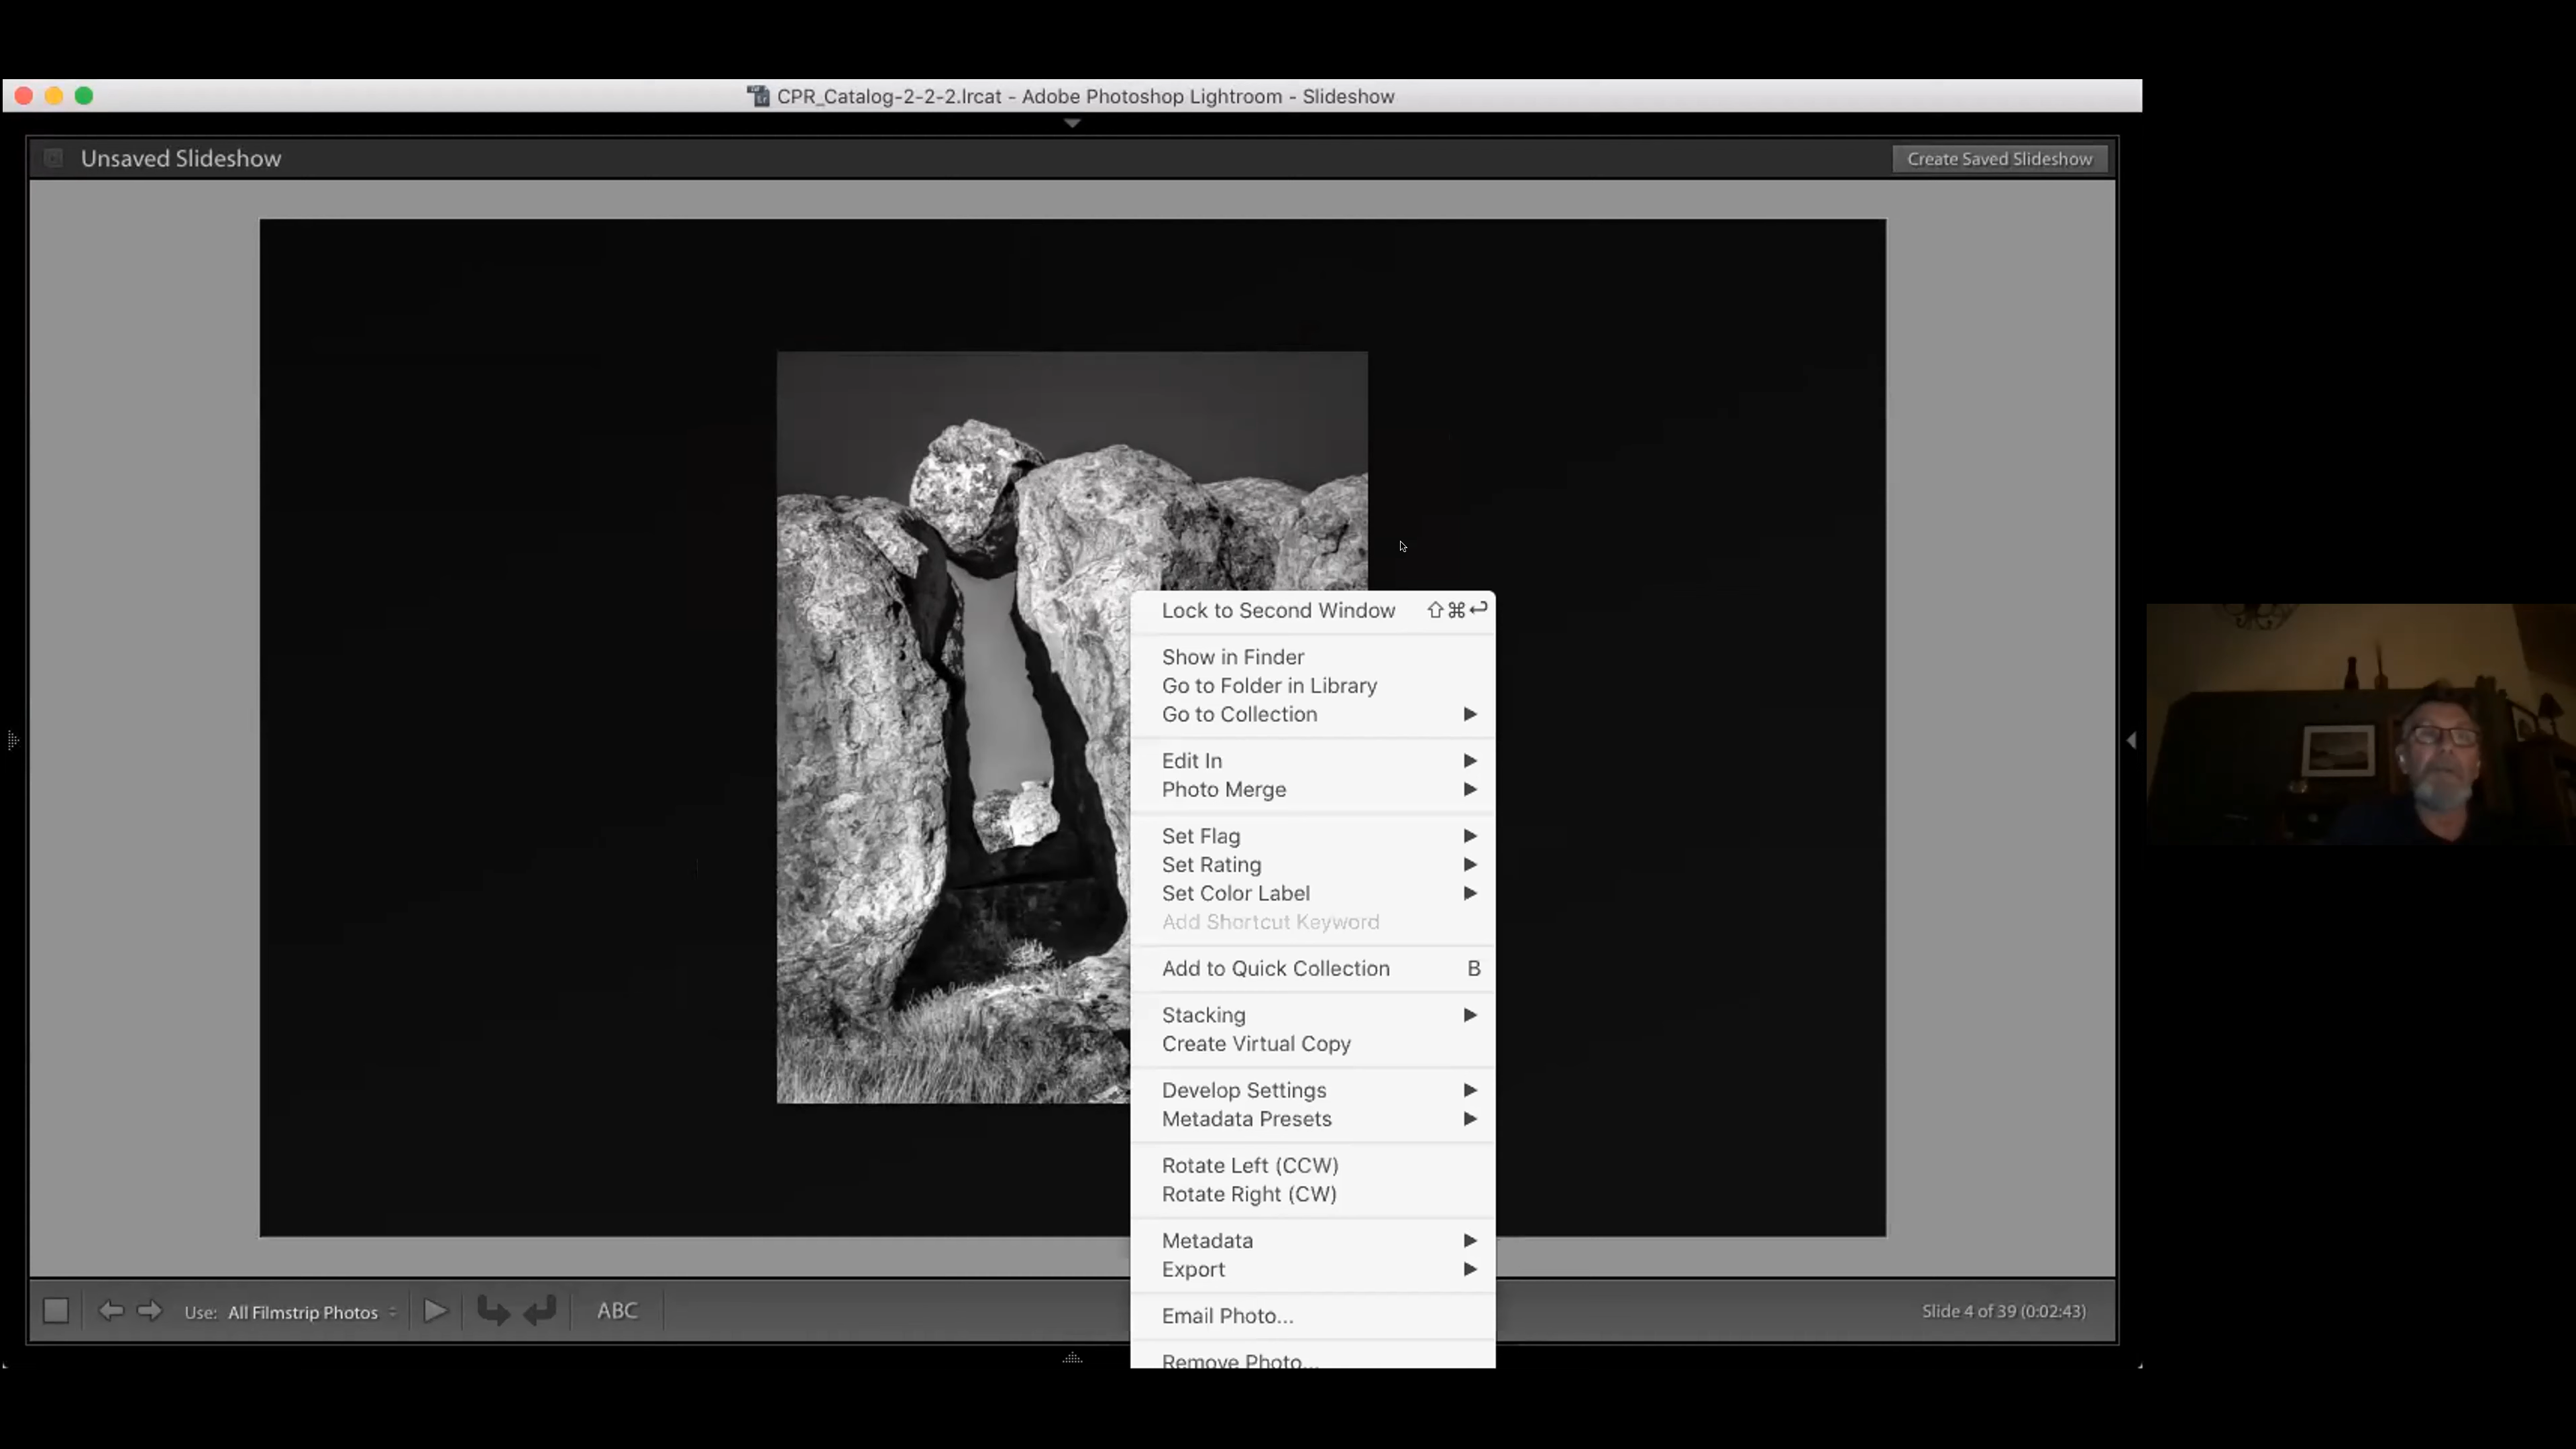 CPR_Catalog-2-2-2.lrcat - Adobe Photoshop Lightroom - Slideshow
Unsaved Slideshow
Create Saved Slideshow
Lock to Second Window ⇧⌘↩
Show in Finder
Go to Folder in Library
Go to Collection
Edit In
Photo Merge
Set Flag
Set Rating
Set Color Label
Add Shortcut Keyword
Add to Quick Collection B
Stacking
Create Virtual Copy
Develop Settings
Metadata Presets
Rotate Left (CCW)
Rotate Right (CW)
Metadata
Export
Email Photo...
Remove Photo...
Use: All Filmstrip Photos
ABC
Slide 4 of 39 (0:02:43)